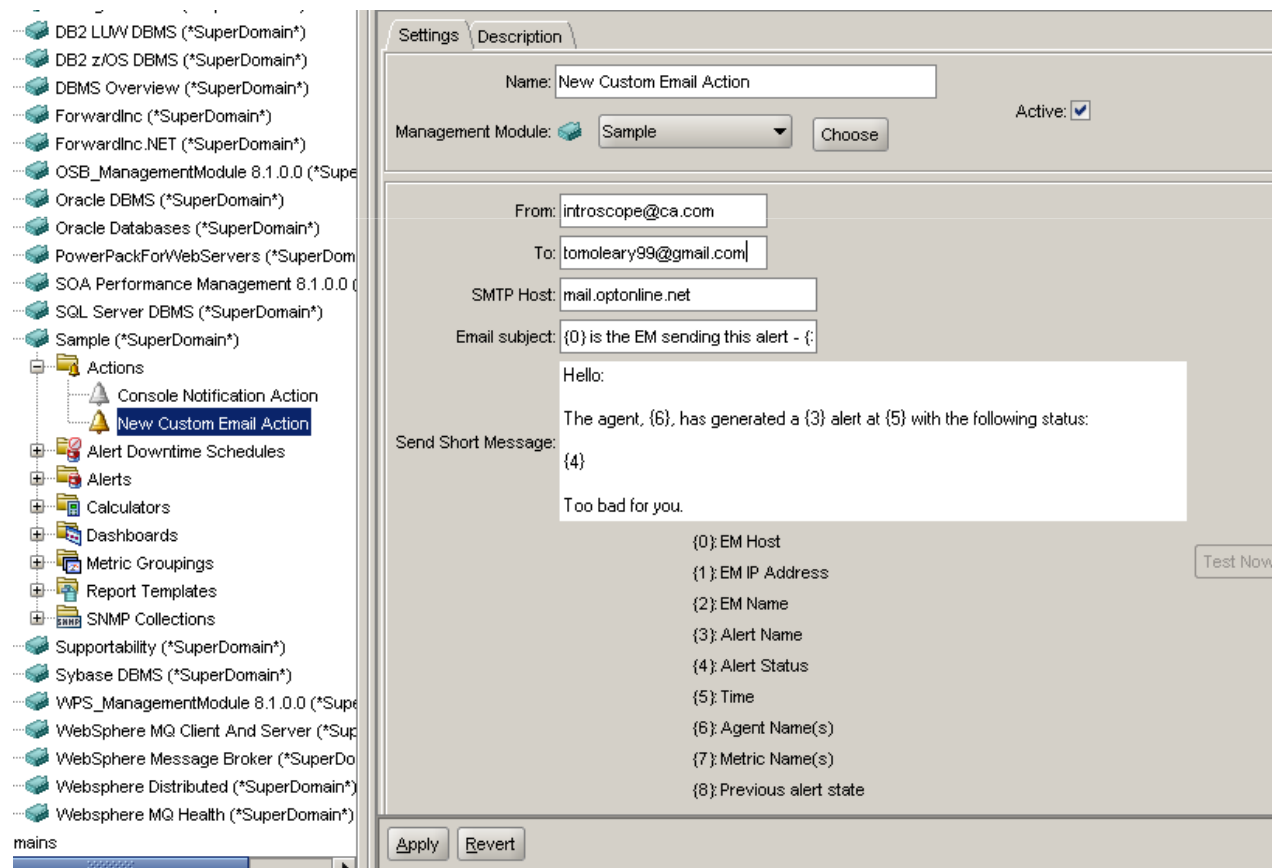 DB2 LUW DBMS (*SuperDomain*)
DB2 z/OS DBMS (*SuperDomain*)
DBMS Overview (*SuperDomain*)
ForwardInc (*SuperDomain*)
ForwardInc.NET (*SuperDomain*)
OSB_ManagementModule 8.1.0.0 (*Supe
Oracle DBMS (*SuperDomain*)
Oracle Databases (*SuperDomain*)
PowerPackForWebServers (*SuperDom
SOA Performance Management 8.1.0.0 (
SQL Server DBMS (*SuperDomain*)
Sample (*SuperDomain*)
Actions
Console Notification Action
New Custom Email Action
Alert Downtime Schedules
Alerts
Calculators
Dashboards
Metric Groupings
Report Templates
SNMP SNMP Collections
Supportability (*SuperDomain*)
Sybase DBMS (*SuperDomain*)
WPS_ManagementModule 8.1.0.0 (*Supe
WebSphere MQ Client And Server (*Sup
WebSphere Message Broker (*SuperDo
Websphere Distributed (*SuperDomain*)
Websphere MQ Health (*SuperDomain*)
mains
Settings Description
Name: New Custom Email Action
Active:
Management Module: Sample Choose
From: introscope@ca.com
To: tomoleary99@gmail.com
SMTP Host: mail.optonline.net
Email subject: {0} is the EM sending this alert - {
Send Short Message:
Hello:
The agent, {6}, has generated a {3} alert at {5} with the following status:
{4}
Too bad for you.
{0}: EM Host
{1}: EM IP Address
{2}: EM Name
{3}: Alert Name
{4}: Alert Status
{5}: Time
{6}: Agent Name(s)
{7}: Metric Name(s)
{8}: Previous alert state
Test Now
Apply Revert